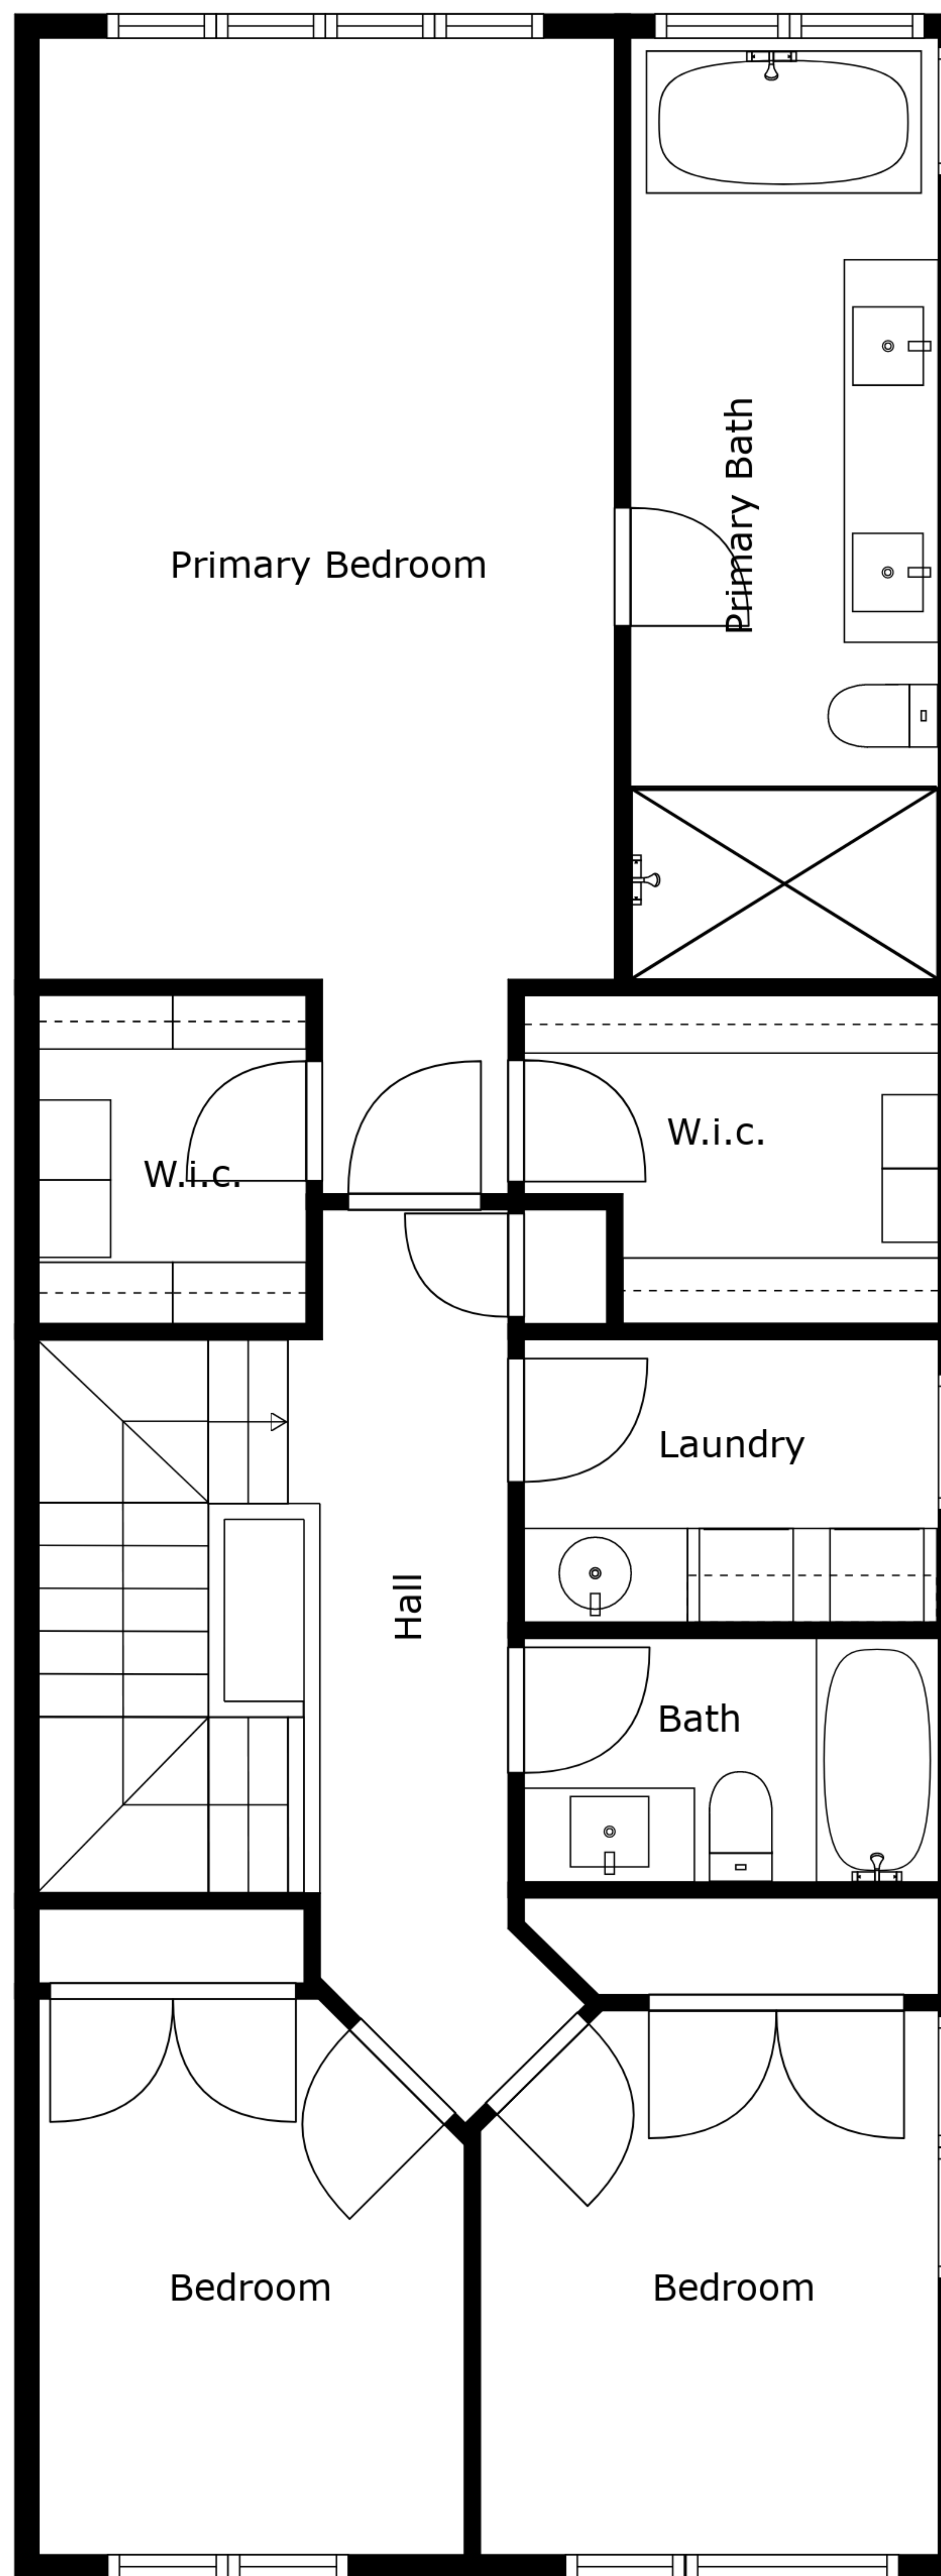 Primary Bath
Primary Bedroom
W.i.c.
W.i.c.
Laundry
Hall
Bath
Bedroom
Bedroom